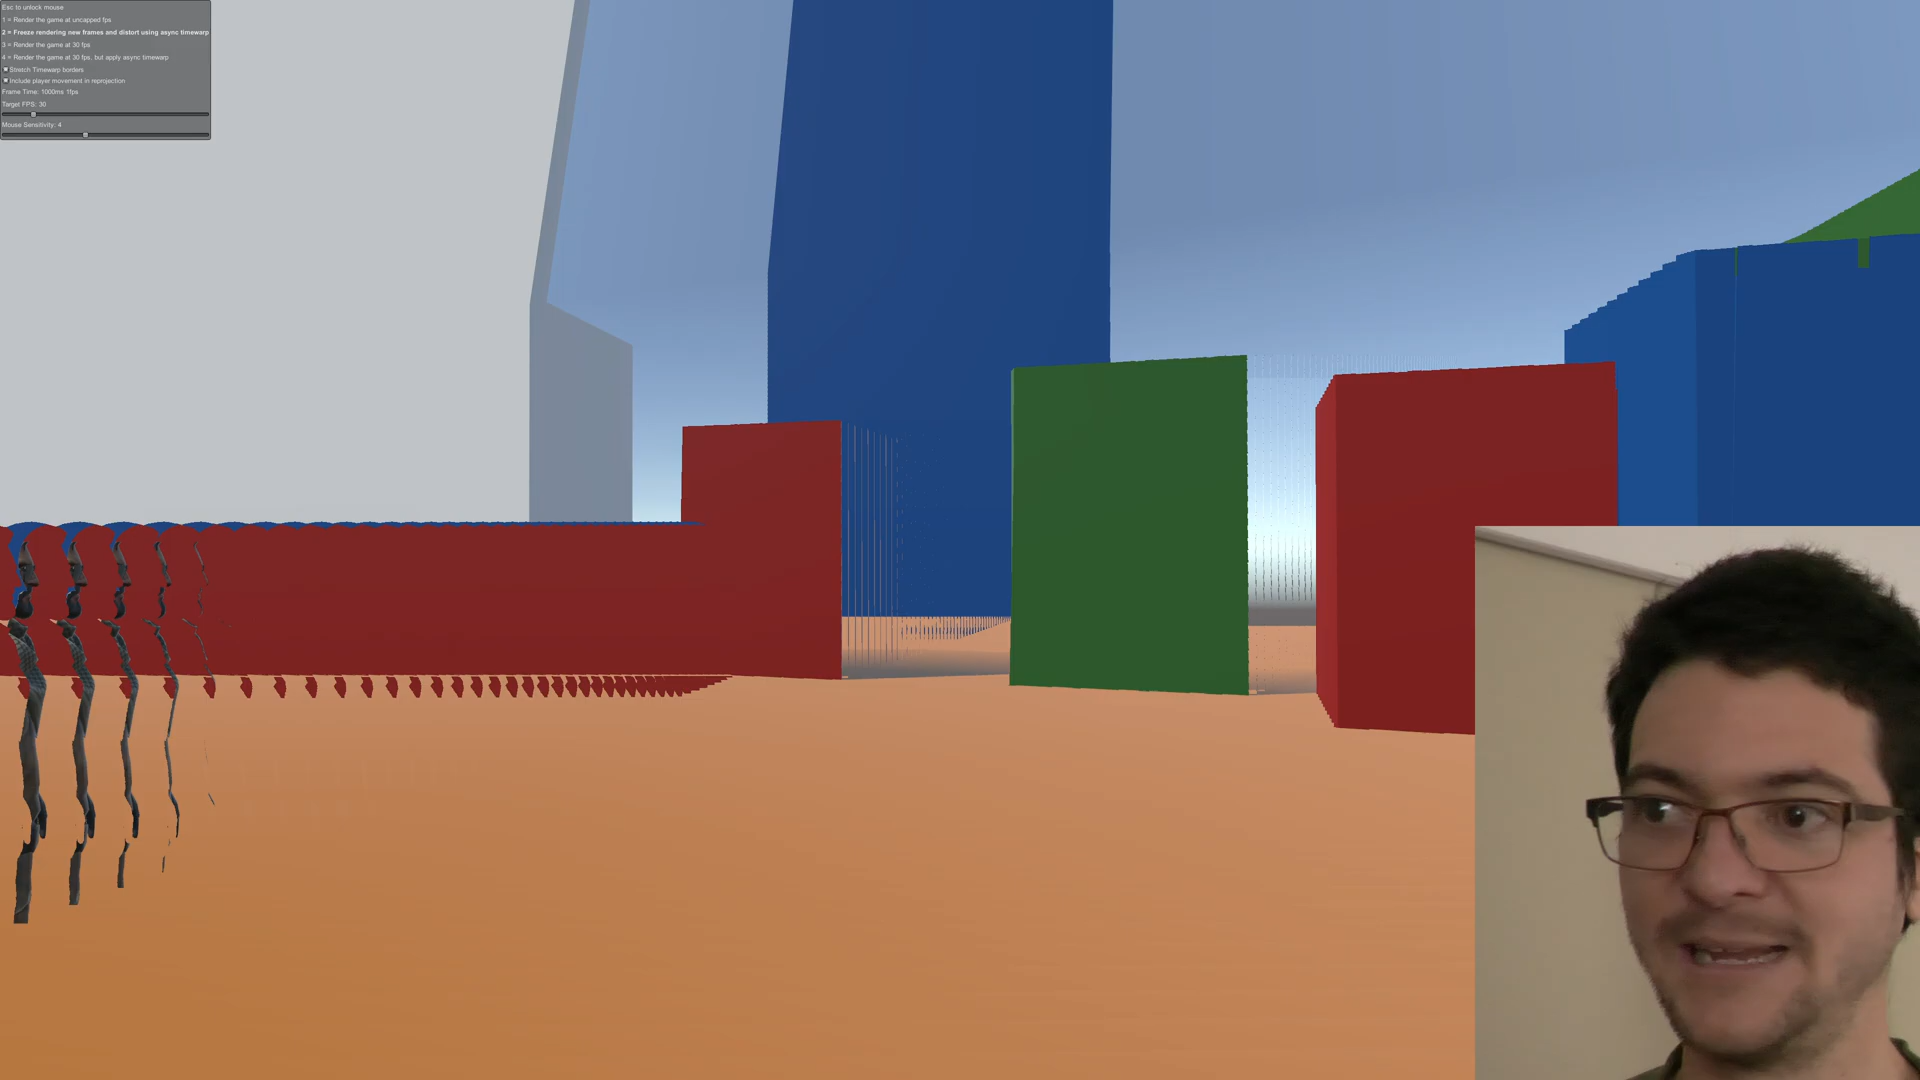 Esc to unlock mouse
1 = Render the game at uncapped fps
2 = Freeze rendering new frames and distort using async timewarp
3 = Render the game at 30 fps
4 = Render the game at 30 fps, but apply async timewarp
Stretch Timewarp borders
Include player movement in reprojection
Frame Time: 1000ms 1fps
Target FPS: 30
Mouse Sensitivity: 4